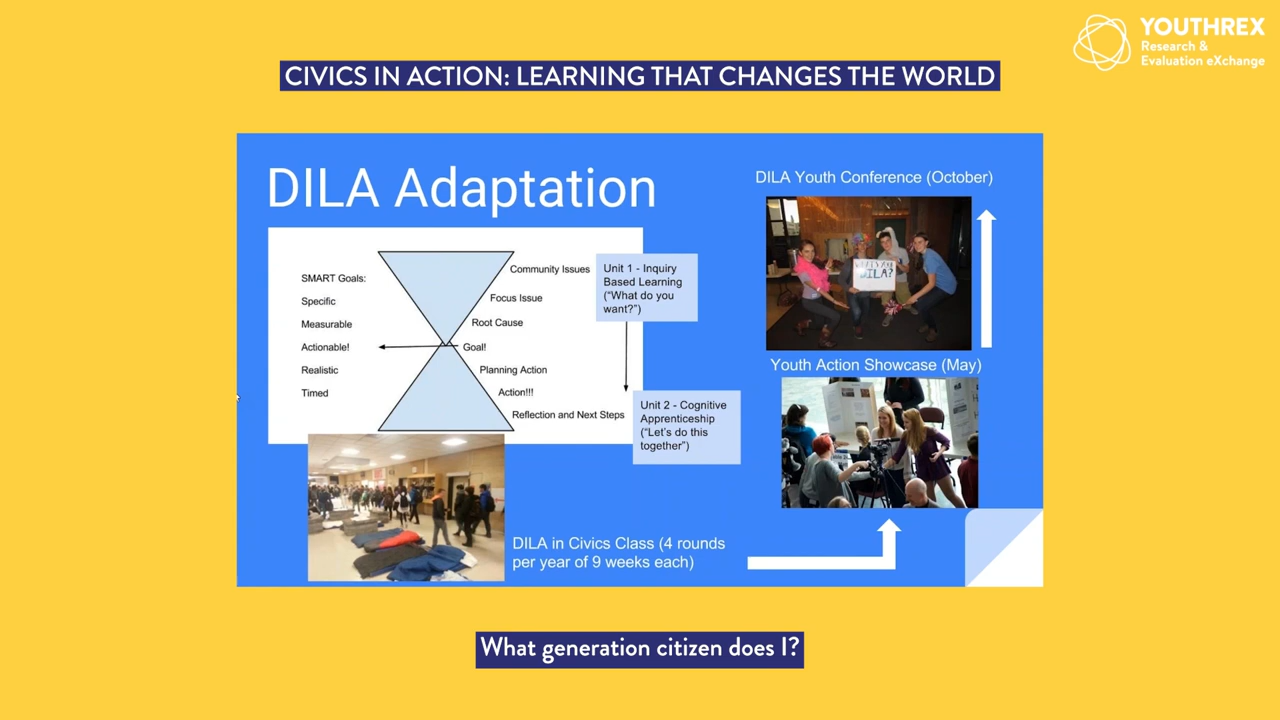 YOUTHREX
Research &
Evaluation eXchange
CIVICS IN ACTION: LEARNING THAT CHANGES THE WORLD
DILA Adaptation
SMART Goals:
Specific
Measurable
Actionable!
Realistic
Timed
Community Issues
Focus Issue
Root Cause
Goal!
Planning Action
Action!!!
Reflection and Next Steps
Unit 1 - Inquiry
Based Learning
("What do you
want?")
Unit 2 - Cognitive
Apprenticeship
("Let's do this
together")
DILA Youth Conference (October)
Youth Action Showcase (May)
DILA in Civics Class (4 rounds
per year of 9 weeks each)
What generation citizen does I?